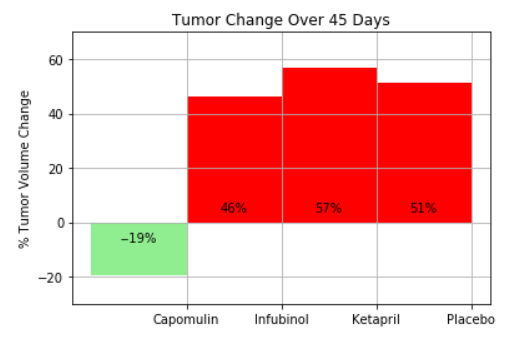 Tumor Change Over 45 Days
% Tumor Volume Change
60
40
20
0
−20
−19%
46%
57%
51%
Capomulin
Infubinol
Ketapril
Placebo